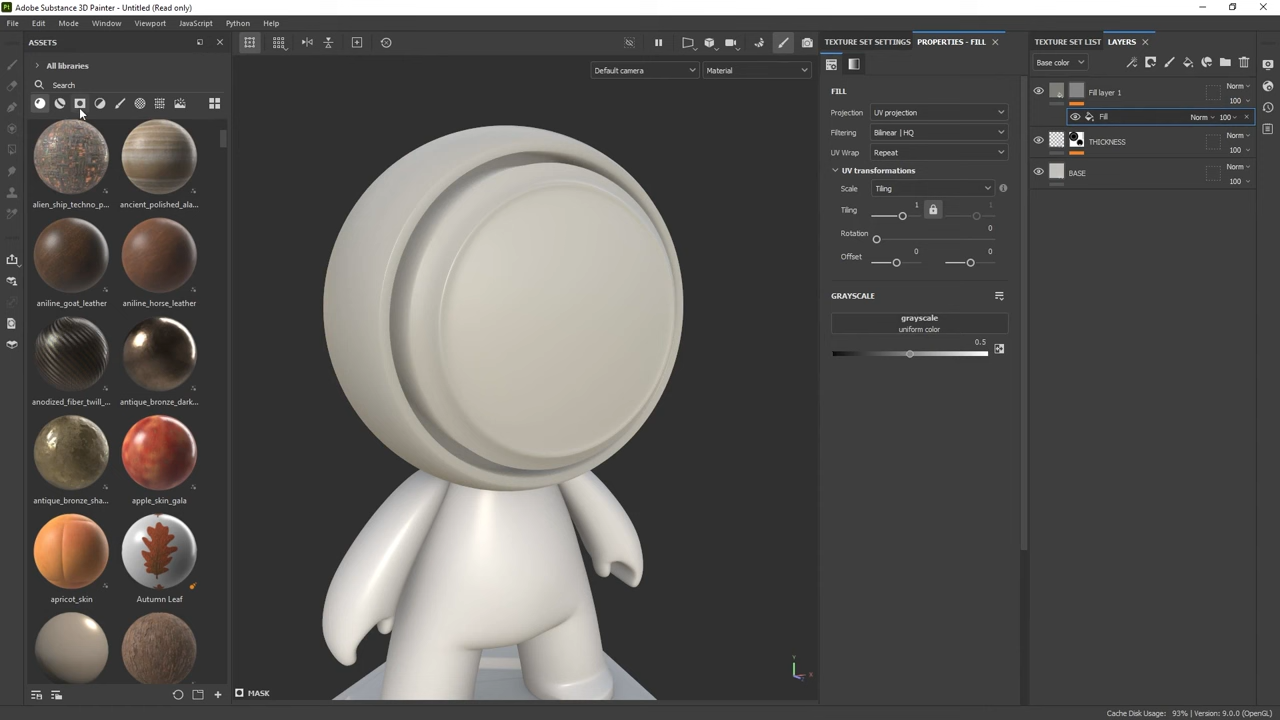 Adobe Substance 3D Painter - Untitled (Read only)
File Edit Mode Window Viewport JavaScript Python Help
ASSETS
All libraries
Search
alien_ship_techno_p...
ancient_polished_ala...
aniline_goat_leather
aniline_horse_leather
anodized_fiber_twill_...
antique_bronze_dark...
antique_bronze_sha...
apple_skin_gala
apricot_skin
Autumn Leaf
Default camera
Material
MASK
TEXTURE SET SETTINGS
PROPERTIES - FILL
FILL
Projection
UV projection
Filtering
Bilinear | HQ
UV Wrap
Repeat
UV transformations
Scale
Tiling
Tiling
1
1
Rotation
0
Offset
0
0
GRAYSCALE
grayscale
uniform color
0.5
TEXTURE SET LIST
LAYERS
Base color
Fill layer 1
Norm
100
Fill
Norm
100
THICKNESS
Norm
100
BASE
Norm
100
Cache Disk Usage: 93% | Version: 9.0.0 (OpenGL)